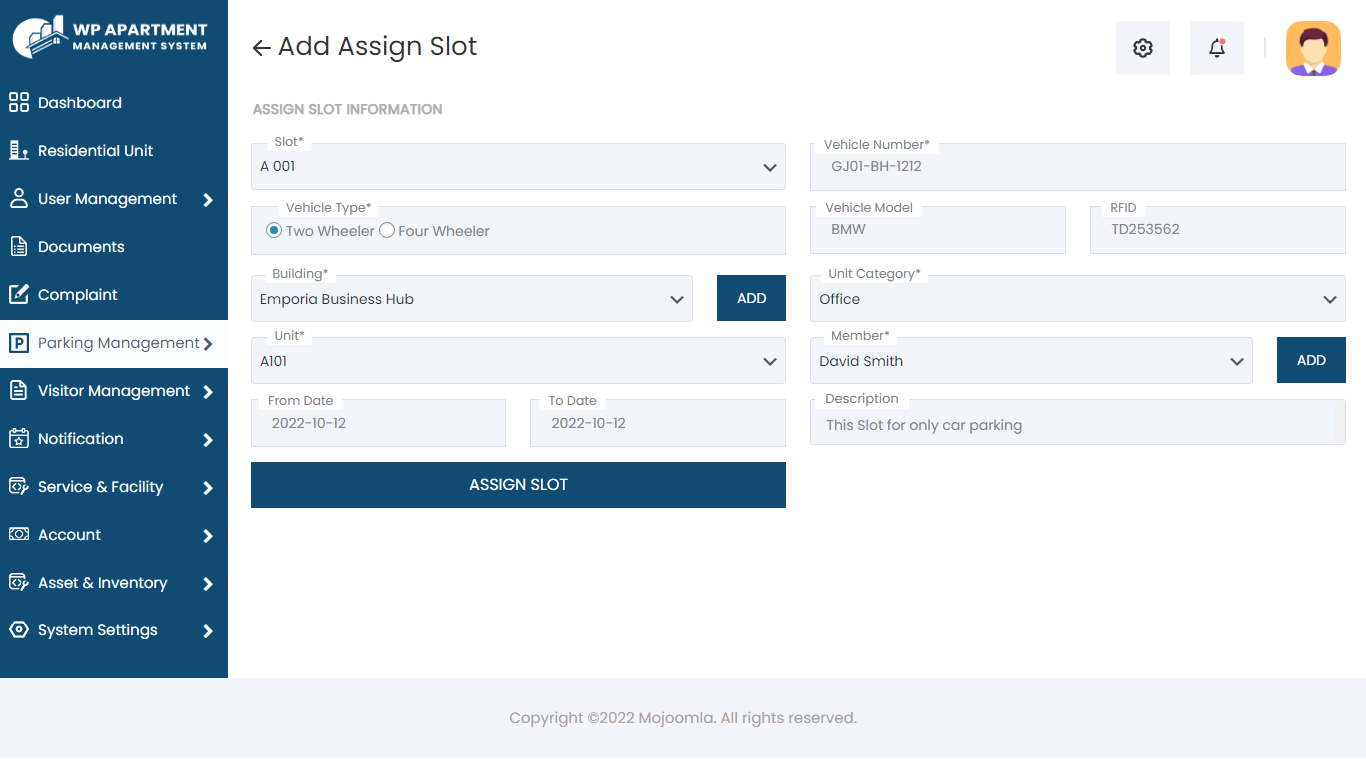 WP APARTMENT
MANAGEMENT SYSTEM
Dashboard
Residential Unit
User Management
Documents
Complaint
P Parking Management
Visitor Management
Notification
Service & Facility
Account
Asset & Inventory
System Settings
Add Assign Slot
ASSIGN SLOT INFORMATION
Slot*
A 001
Vehicle Number*
GJ01-BH-1212
Vehicle Type*
Two Wheeler Four Wheeler
Vehicle Model
BMW
RFID
TD253562
Building*
Emporia Business Hub
ADD
Unit Category*
Office
Unit*
A101
Member*
David Smith
ADD
From Date
2022-10-12
To Date
2022-10-12
Description
This Slot for only car parking
ASSIGN SLOT
Copyright ©2022 Mojoomla. All rights reserved.